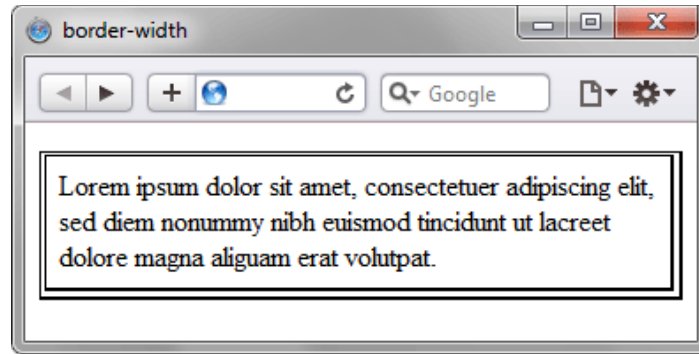 border-width
Google
Lorem ipsum dolor sit amet, consectetuer adipiscing elit,
sed diem nonummy nibh euismod tincidunt ut lacreet
dolore magna aliguam erat volutpat.